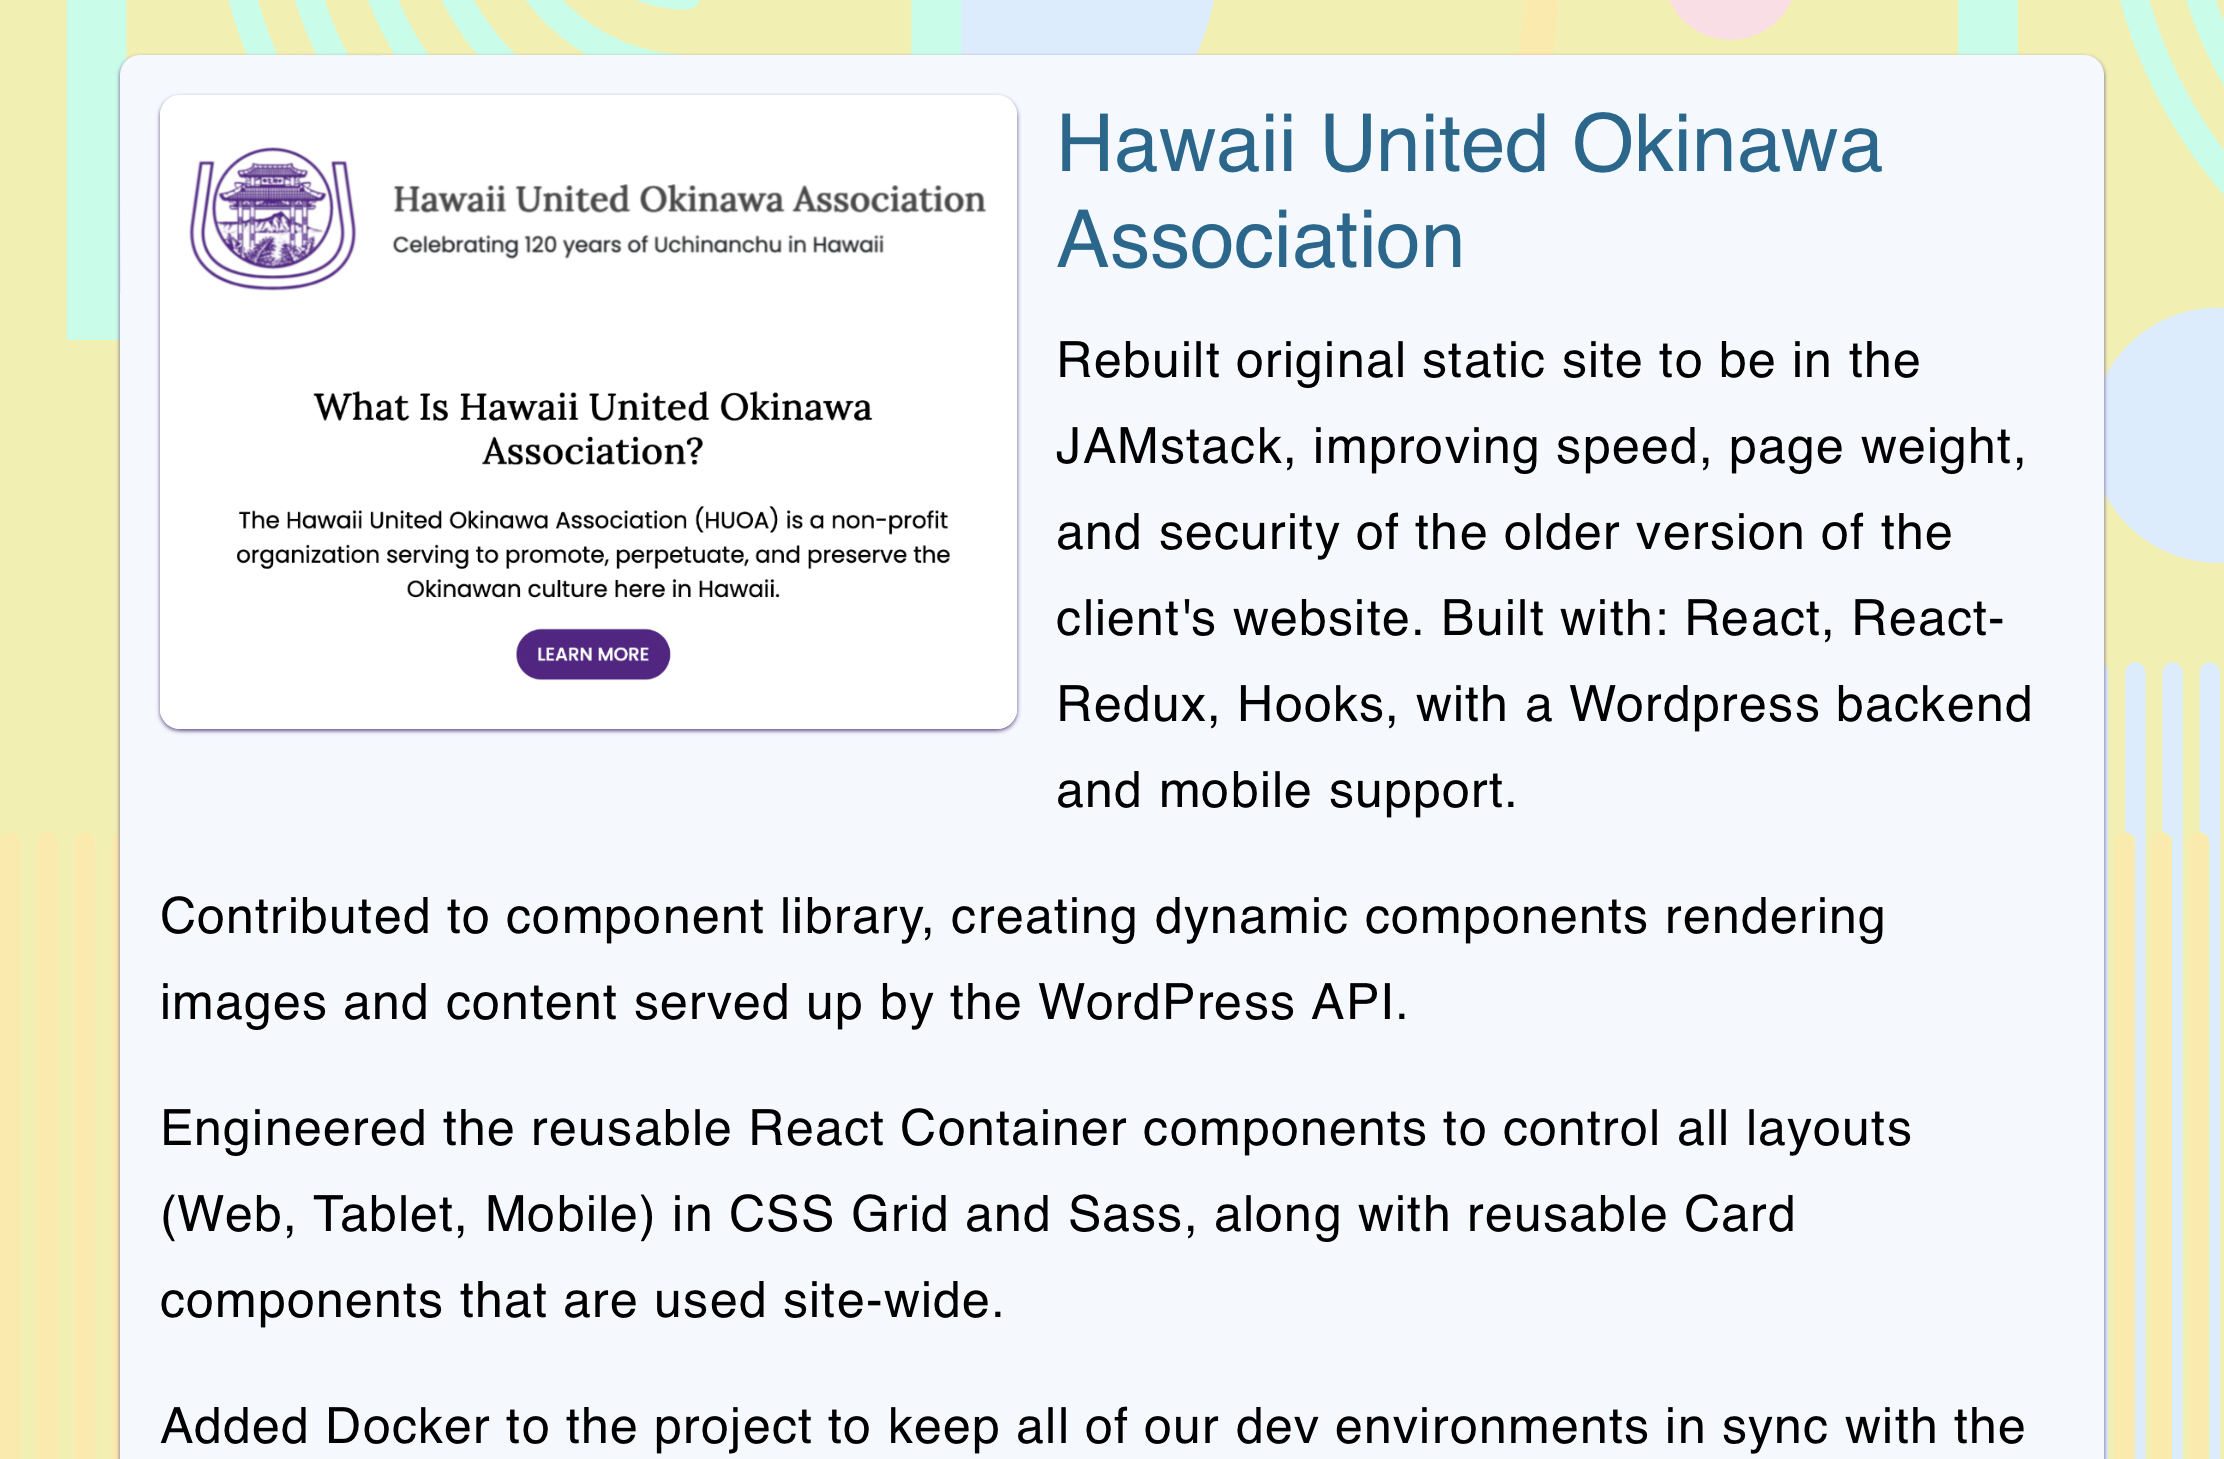 Hawaii United Okinawa Association
Celebrating 120 years of Uchinanchu in Hawaii
What Is Hawaii United Okinawa
Association?
The Hawaii United Okinawa Association (HUOA) is a non-profit
organization serving to promote, perpetuate, and preserve the
Okinawan culture here in Hawaii.
LEARN MORE
Hawaii United Okinawa
Association
Rebuilt original static site to be in the
JAMstack, improving speed, page weight,
and security of the older version of the
client's website. Built with: React, React-
Redux, Hooks, with a Wordpress backend
and mobile support.
Contributed to component library, creating dynamic components rendering
images and content served up by the WordPress API.
Engineered the reusable React Container components to control all layouts
(Web, Tablet, Mobile) in CSS Grid and Sass, along with reusable Card
components that are used site-wide.
Added Docker to the project to keep all of our dev environments in sync with the